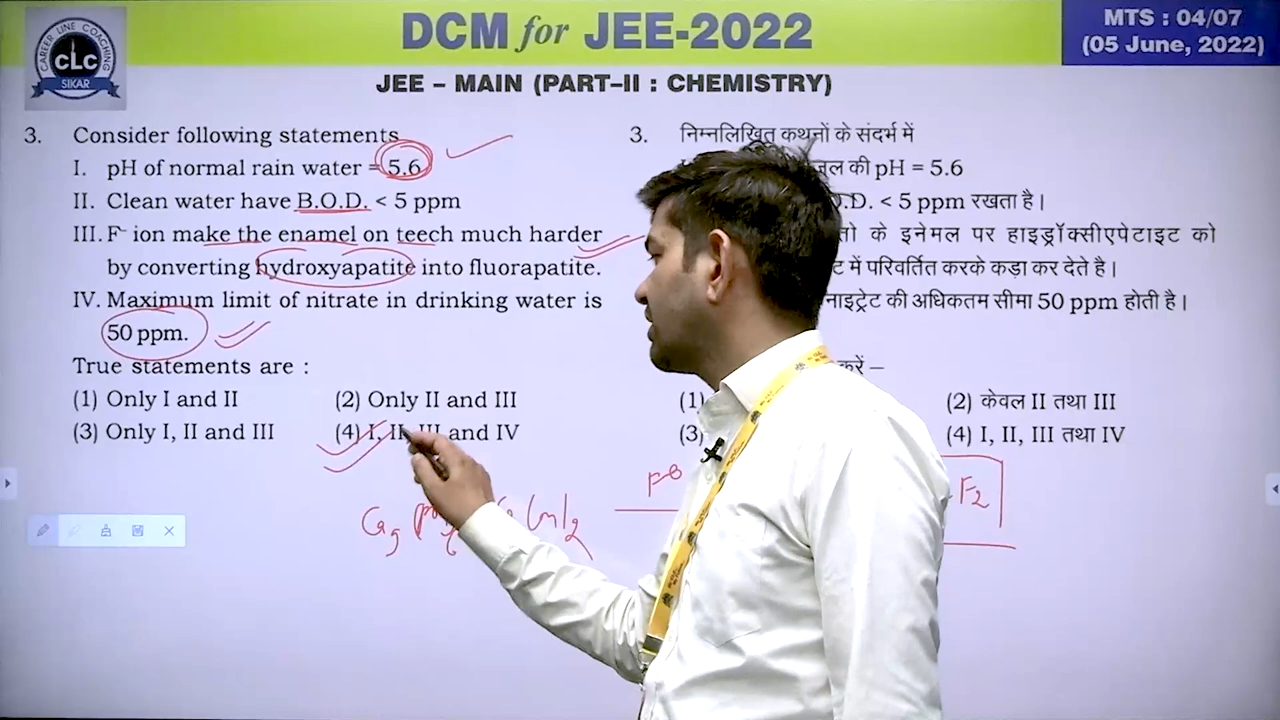 DCM for JEE-2022
MTS : 04/07
(05 June, 2022)
CAREER LINE COACHING
CLC
SIKAR
JEE – MAIN (PART–II : CHEMISTRY)
3. Consider following statements
I. pH of normal rain water = 5.6
II. Clean water have B.O.D. < 5 ppm
III. F⁻ ion make the enamel on teech much harder
by converting hydroxyapatite into fluorapatite.
IV. Maximum limit of nitrate in drinking water is
50 ppm.
True statements are :
(1) Only I and II
(2) Only II and III
(3) Only I, II and III
(4) I, II, III and IV
3. निम्नलिखित कथनों के संदर्भ में
जल की pH = 5.6
.D. < 5 ppm रखता है।
के इनेमल पर हाइड्रॉक्सीएपेटाइट को
में परिवर्तित करके कड़ा कर देते है।
नाइट्रेट की अधिकतम सीमा 50 ppm होती है।
करें –
(1)
(2) केवल II तथा III
(3)
(4) I, II, III तथा IV
F2